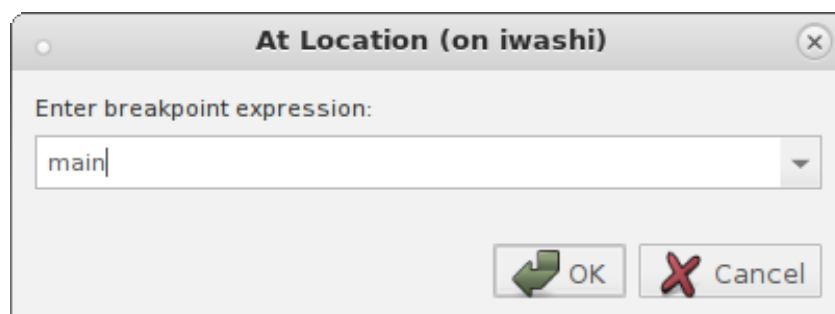 At Location (on iwashi)
Enter breakpoint expression:
main
OK Cancel